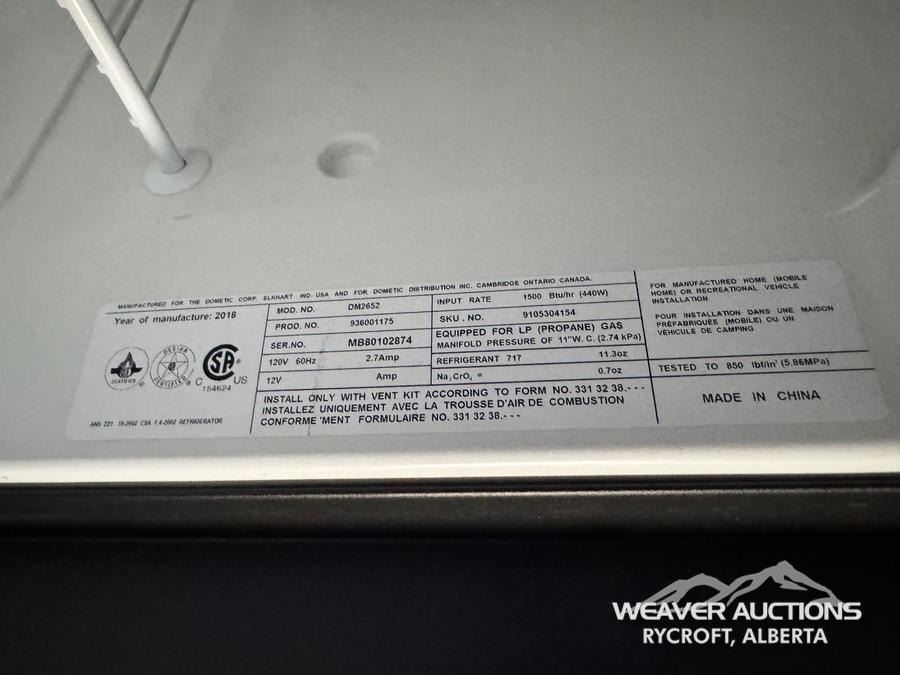 MANUFACTURED FOR THE DOMETIC CORP. ELKHART IND. USA AND FOR DOMETIC DISTRIBUTION INC. CAMBRIDGE ONTARIO CANADA.
Year of manufacture: 2018
MOD. NO. DM2652
PROD. NO. 936001175
SER.NO. MB80102874
120V 60Hz 2.7Amp
12V Amp
INPUT RATE 1500 Btu/hr (440W)
SKU . NO. 9105304154
EQUIPPED FOR LP (PROPANE) GAS
MANIFOLD PRESSURE OF 11"W. C. (2.74 kPa)
REFRIGERANT 717 11.3oz
Na₂CrO₄ = 0.7oz
FOR MANUFACTURED HOME (MOBILE
HOME) OR RECREATIONAL VEHICLE
INSTALLATION
POUR INSTALLATION DANS UNE MAISON
PRÉFABRIQUÉE (MOBILE) OU UN
VÉHICULE DE CAMPING
TESTED TO 850 lbf/in² (5.86MPa)
MADE IN CHINA
DESIGN
CERTIFIED
CERTIFIED
C US
154624
ANS Z21. 19-2002 CSA 1.4-2002 REFRIGERATOR
INSTALL ONLY WITH VENT KIT ACCORDING TO FORM NO. 331 32 38.---
INSTALLEZ UNIQUEMENT AVEC LA TROUSSE D'AIR DE COMBUSTION
CONFORME 'MENT FORMULAIRE NO. 331 32 38.---
WEAVER AUCTIONS
RYCROFT, ALBERTA